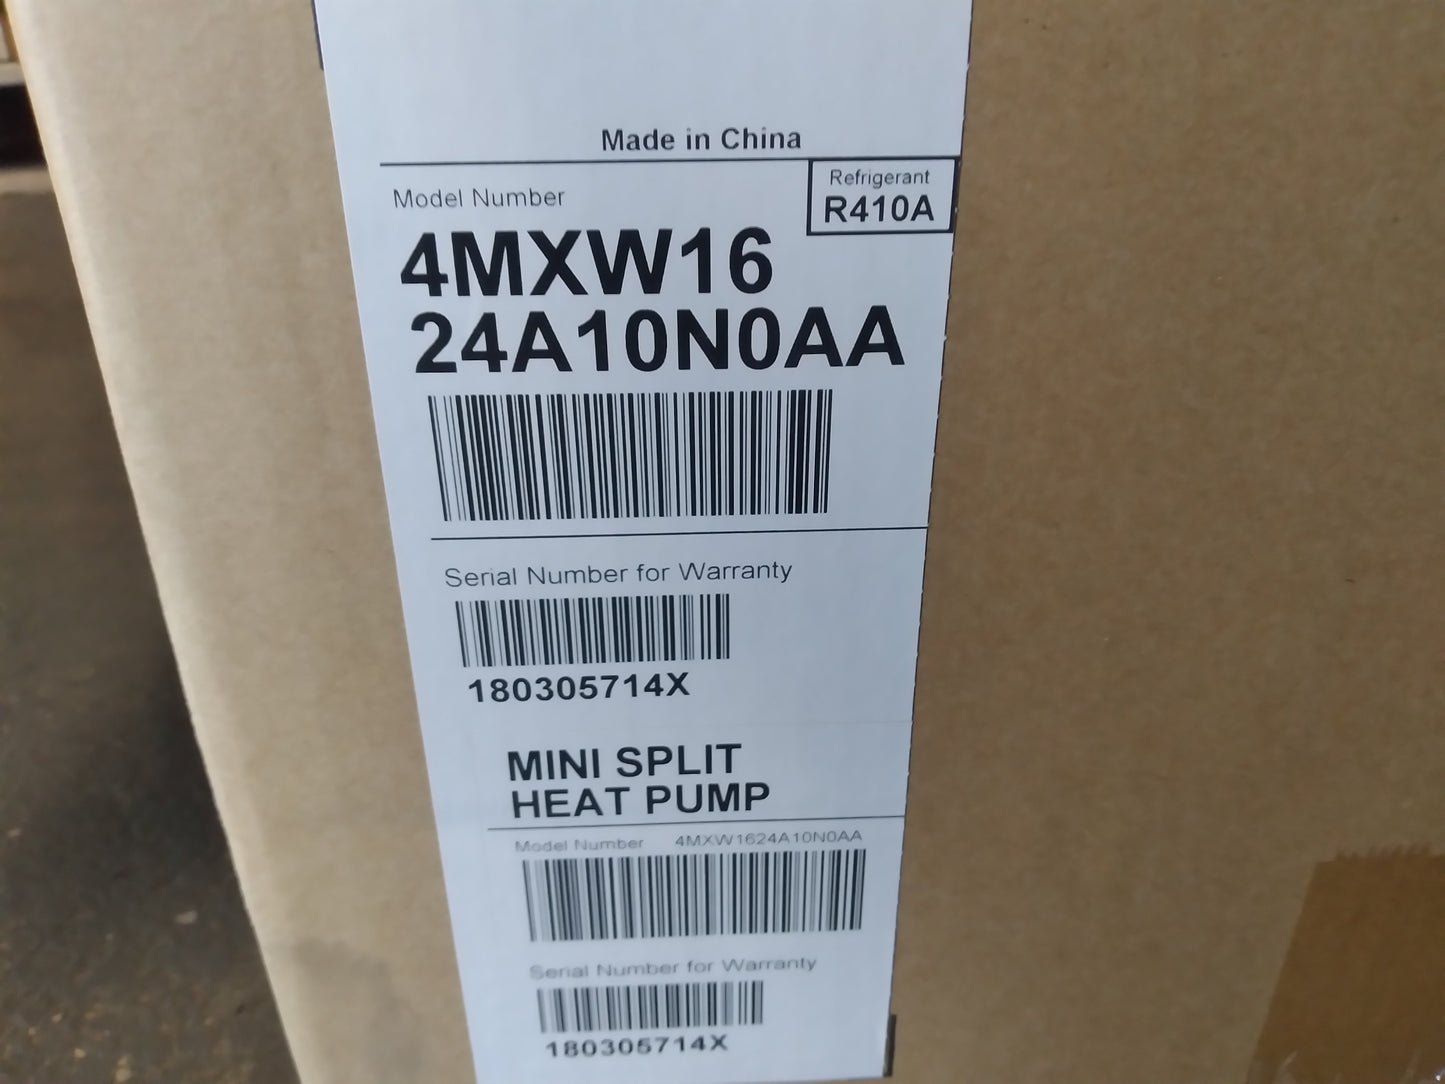 Made in China
Model Number
Refrigerant
R410A
4MXW16
24A10N0AA
Serial Number for Warranty
180305714X
MINI SPLIT
HEAT PUMP
Model Number 4MXW1624A10N0AA
Serial Number for Warranty
180305714X